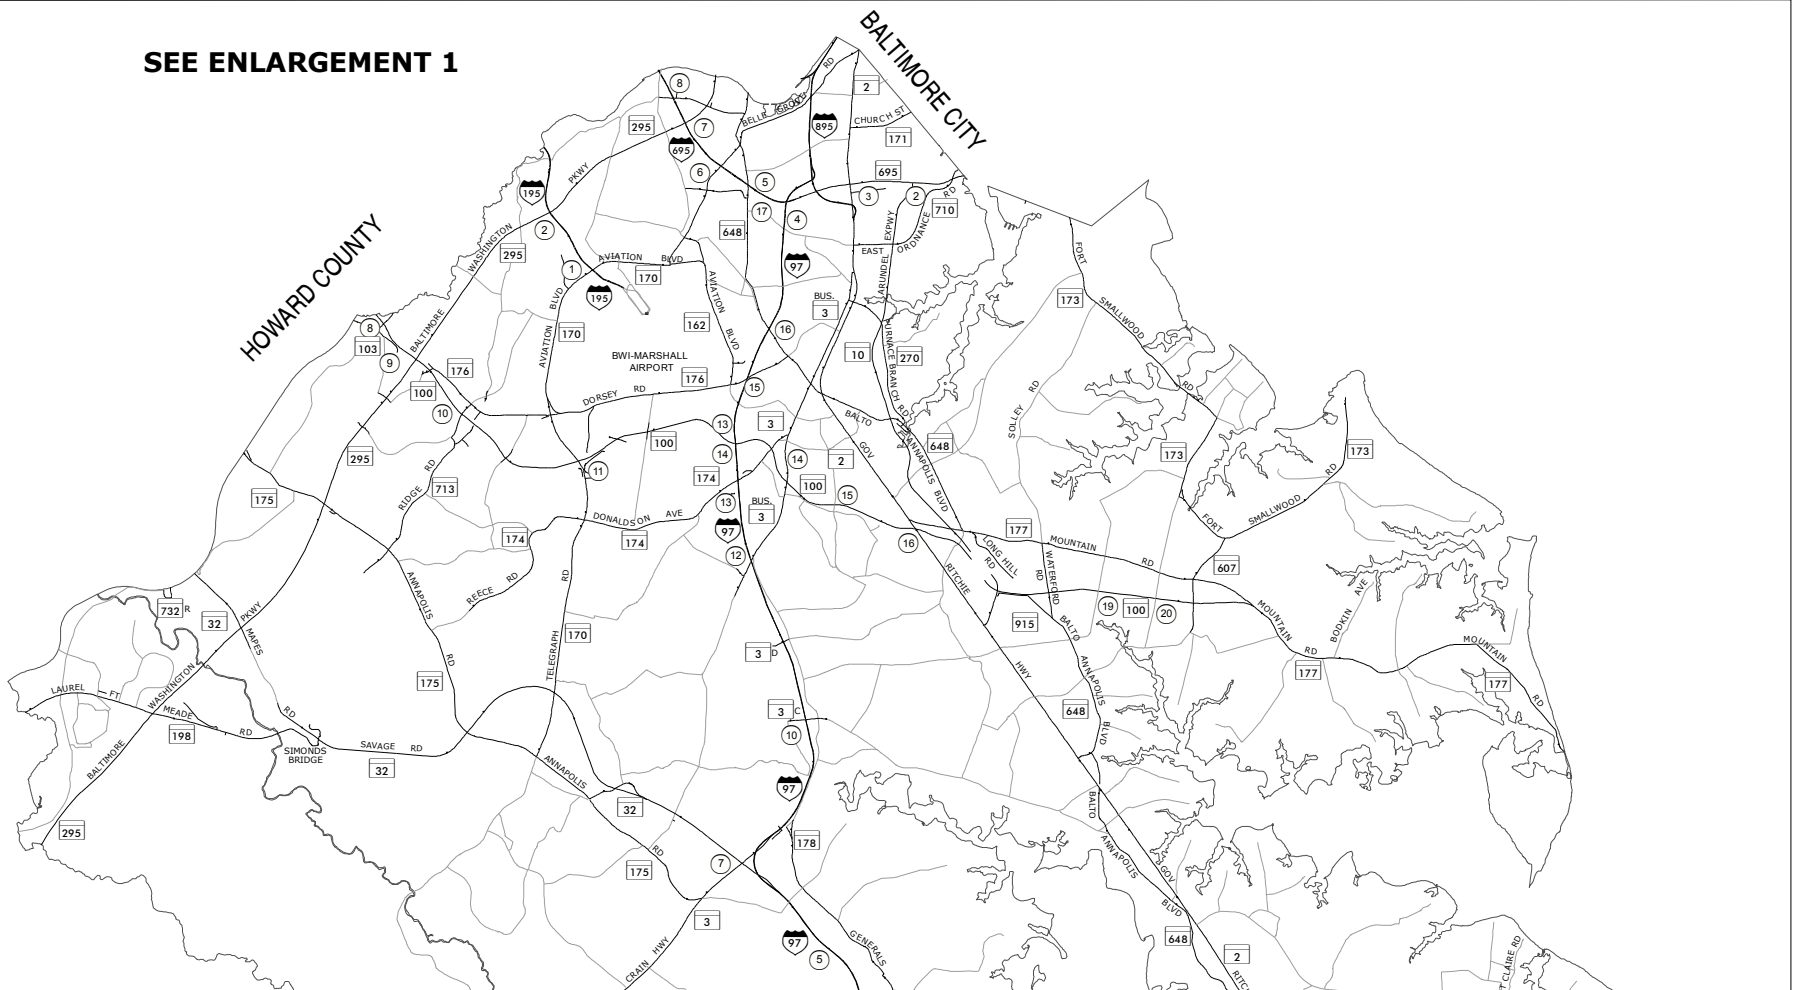 SEE ENLARGEMENT 1
BALTIMORE CITY
HOWARD COUNTY
8
RD
2
295
7
BELLE
GROVE
895
CHURCH ST
171
695
6
5
695
195
PKWY
3
2
RD
710
17
4
2
WASHINGTON
295
648
EXPWY
ORDNANCE
EAST
FORT
AVIATION
BLVD
1
170
97
195
BLVD
AVIATION
ARUNDEL
BUS.
3
173
SMALLWOOD
8
103
BALTIMORE
AVIATION
170
162
BLVD
16
FURNACE BRANCH RD
10
270
9
176
BWI-MARSHALL
AIRPORT
176
15
100
10
DORSEY
RD
RD
RD
SOLLEY
BALTO
3
13
100
GOV
ANNAPOLIS
648
173
173
295
14
14
2
RD
11
174
100
15
RD
713
RIDGE
175
13
BUS.
3
BLVD
SMALLWOOD
FORT
DONALDSON
AVE
174
174
97
12
16
177
MOUNTAIN
RD
LONG HILL
RD
607
WATERFORD
RD
REECE
RD
RD
ANNAPOLIS
RITCHIE
732 R
32
PKWY
MAPES
19
100
20
915
BALTO
MOUNTAIN
RD
BODKIN
AVE
170
TELEGRAPH
3 D
HWY
ANNAPOLIS
MOUNTAIN
177
177
RD
LAUREL
FT
WASHINGTON
RD
175
MEADE
198
RD
RD
3 C
10
648
BLVD
SIMONDS
BRIDGE
SAVAGE
RD
32
BALTIMORE
ANNAPOLIS
97
BALTO
295
32
178
ANNAPOLIS
RD
175
7
GOV
BLVD
3
CRAIN
HWY
97
5
GENERALS
648
2
CLAIRE RD